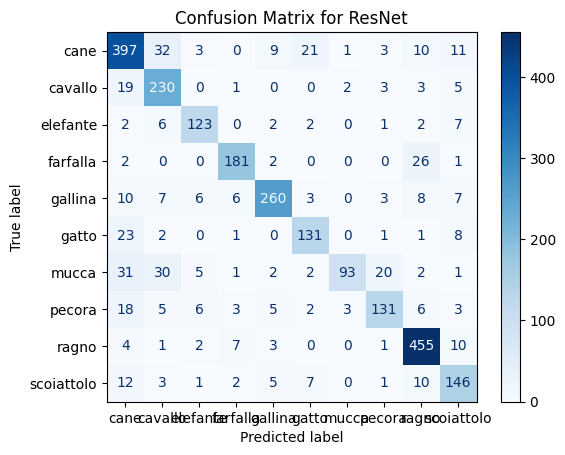 Confusion Matrix for ResNet
cane 397 32 3 0 9 21 1 3 10 11
cavallo 19 230 0 1 0 0 2 3 3 5
elefante 2 6 123 0 2 2 0 1 2 7
farfalla 2 0 0 181 2 0 0 0 26 1
gallina 10 7 6 6 260 3 0 3 8 7
gatto 23 2 0 1 0 131 0 1 1 8
mucca 31 30 5 1 2 2 93 20 2 1
pecora 18 5 6 3 5 2 3 131 6 3
ragno 4 1 2 7 3 0 0 1 455 10
scoiattolo 12 3 1 2 5 7 0 1 10 146
cane cavallo elefante farfalla gallina gatto mucca pecora ragno scoiattolo
Predicted label
True label
400
300
200
100
0